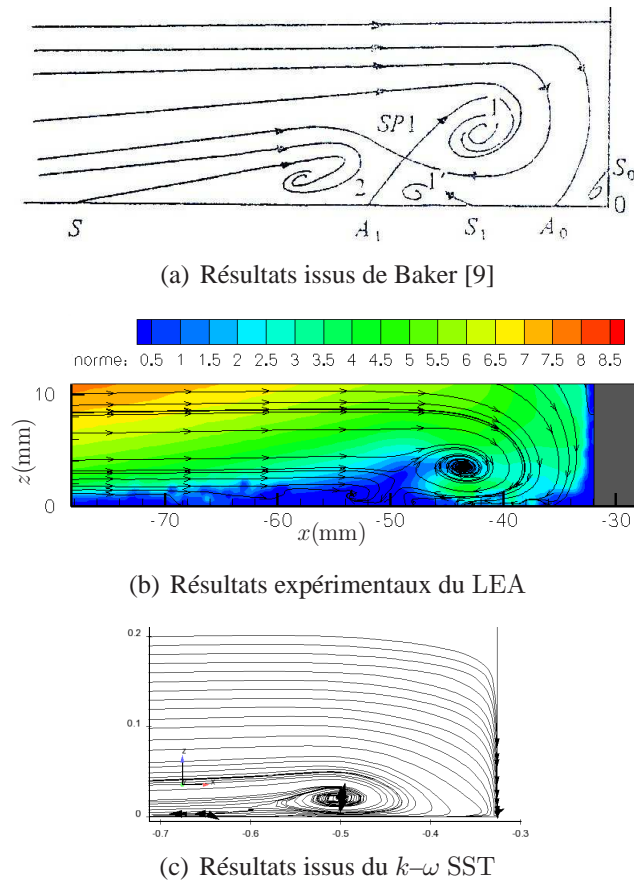 SP1
1
2
1'
S
A1
S1
A0
S0
0
(a) Résultats issus de Baker [9]
norme: 0.5 1 1.5 2 2.5 3 3.5 4 4.5 5 5.5 6 6.5 7 7.5 8 8.5
10
z(mm)
0
-70 -60 -50 -40 -30
x(mm)
(b) Résultats expérimentaux du LEA
0.2
0.1
z
x
0
-0.7 -0.6 -0.5 -0.4 -0.3
(c) Résultats issus du k–ω SST